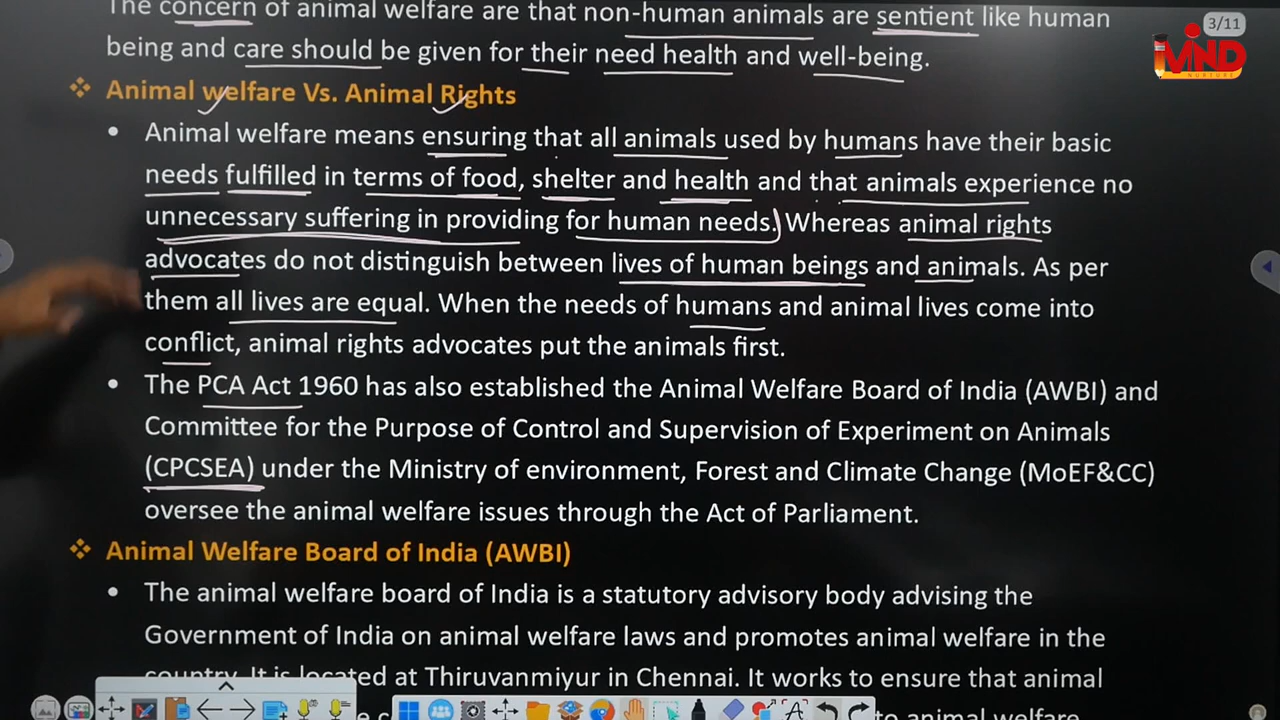 The concern of animal welfare are that non-human animals are sentient like human
being and care should be given for their need health and well-being.
3/11
MIND
NURTURE
❖ Animal welfare Vs. Animal Rights
• Animal welfare means ensuring that all animals used by humans have their basic
needs fulfilled in terms of food, shelter and health and that animals experience no
unnecessary suffering in providing for human needs. Whereas animal rights
advocates do not distinguish between lives of human beings and animals. As per
them all lives are equal. When the needs of humans and animal lives come into
conflict, animal rights advocates put the animals first.
• The PCA Act 1960 has also established the Animal Welfare Board of India (AWBI) and
Committee for the Purpose of Control and Supervision of Experiment on Animals
(CPCSEA) under the Ministry of environment, Forest and Climate Change (MoEF&CC)
oversee the animal welfare issues through the Act of Parliament.
❖ Animal Welfare Board of India (AWBI)
• The animal welfare board of India is a statutory advisory body advising the
Government of India on animal welfare laws and promotes animal welfare in the
country. It is located at Thiruvanmiyur in Chennai. It works to ensure that animal
to animal welfare